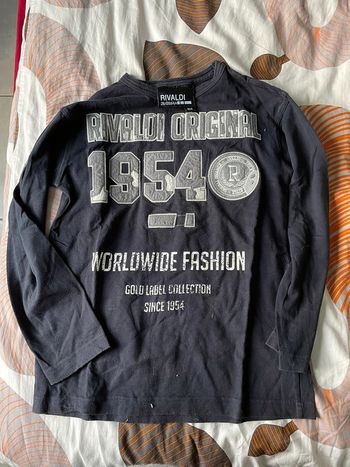 RIVALDI
RIVALDI ORIGINAL
1954
R
WORLDWIDE FASHION
GOLD LABEL COLLECTION
SINCE 1954